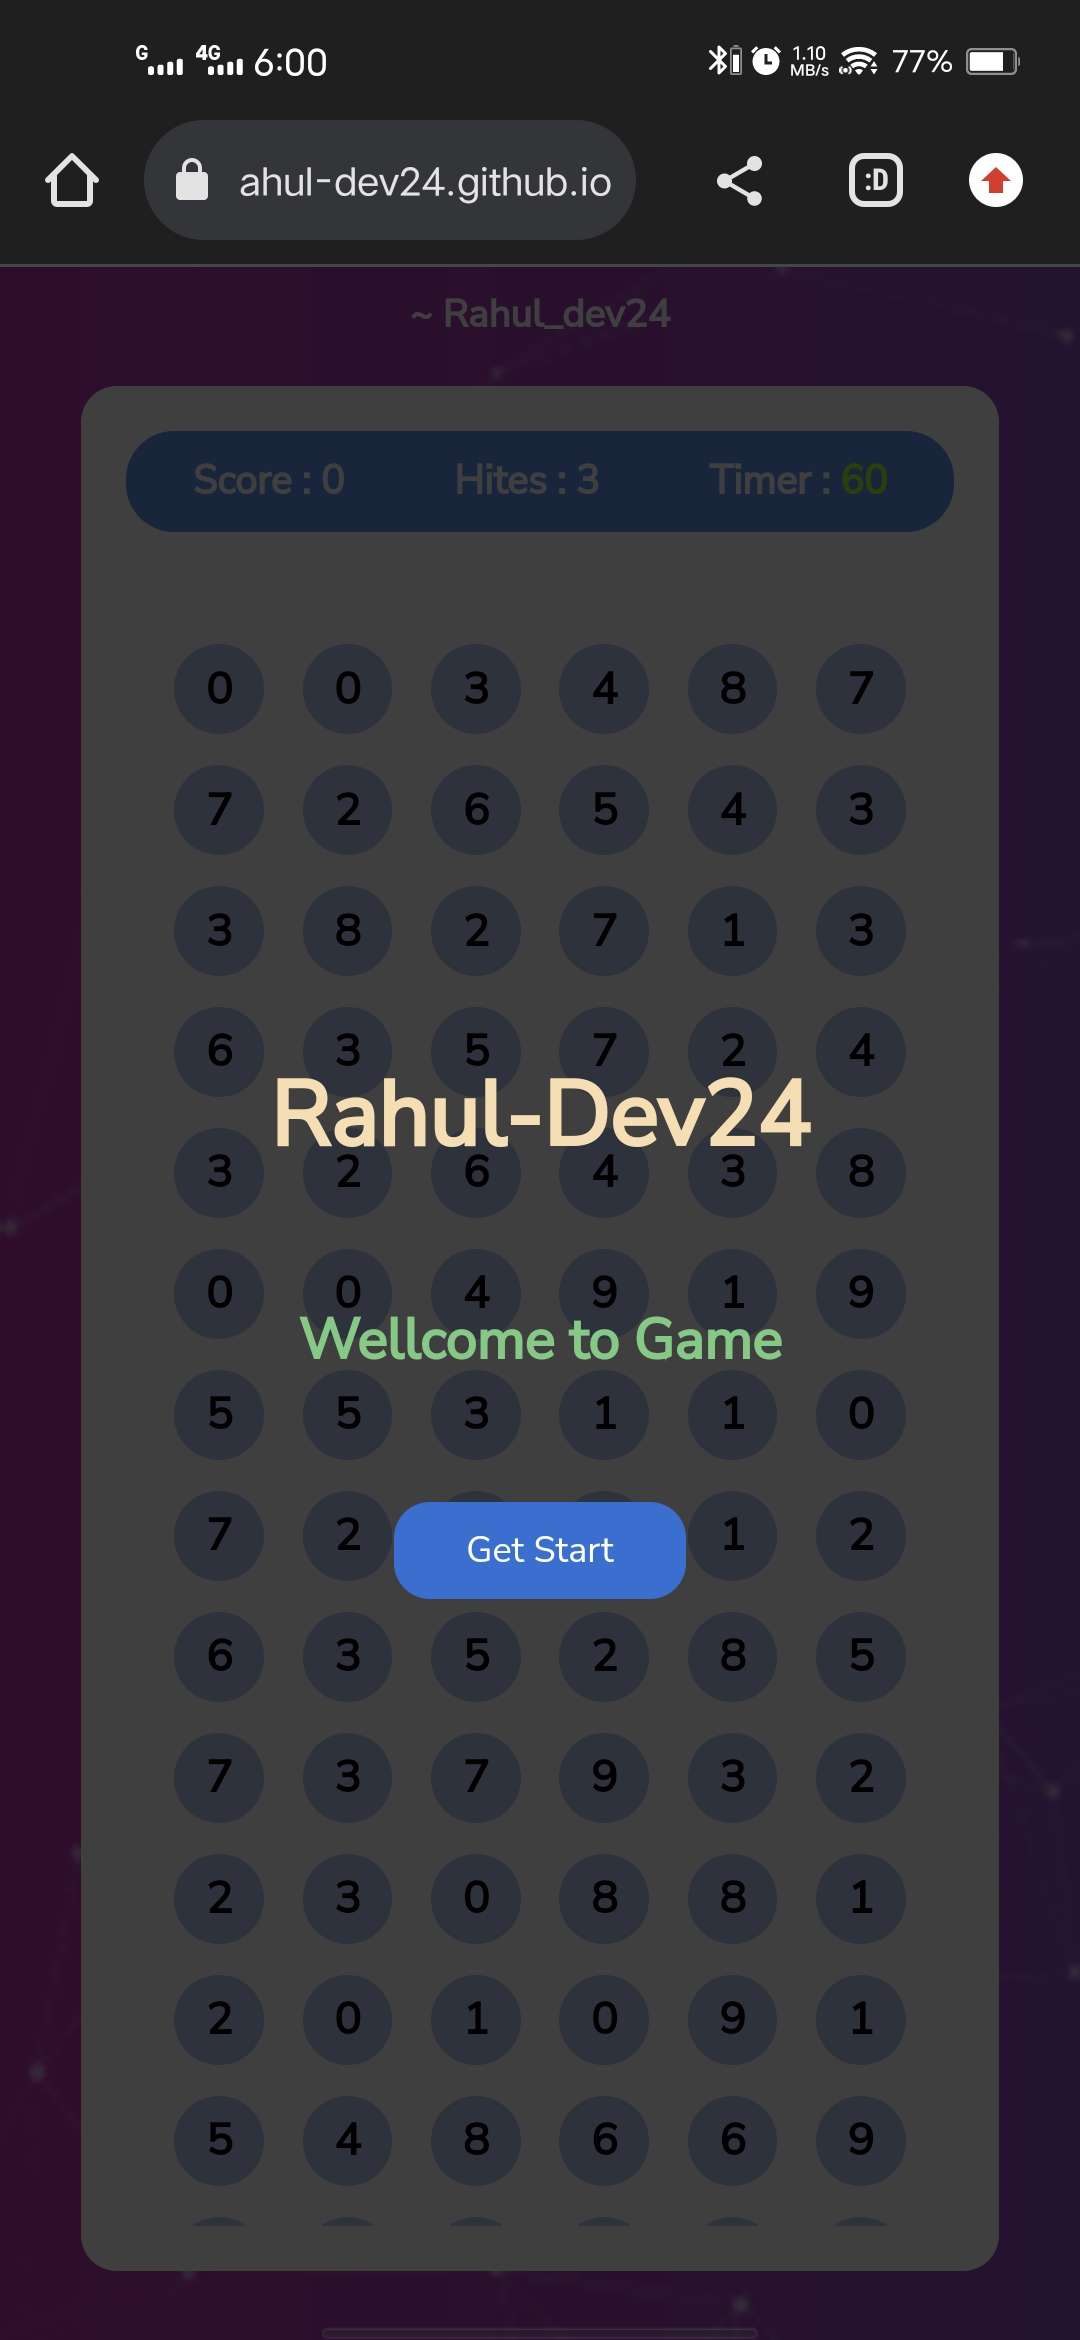 G 4G 6:00 1.10 MB/s 77%
ahul-dev24.github.io :D
~ Rahul_dev24
Score : 0 Hites : 3 Timer : 60
0 0 3 4 8 7
7 2 6 5 4 3
3 8 2 7 1 3
6 3 5 7 2 4
Rahul-Dev24
3 2 6 4 3 8
0 0 4 9 1 9
Wellcome to Game
5 5 3 1 1 0
7 2 1 2
Get Start
6 3 5 2 8 5
7 3 7 9 3 2
2 3 0 8 8 1
2 0 1 0 9 1
5 4 8 6 6 9